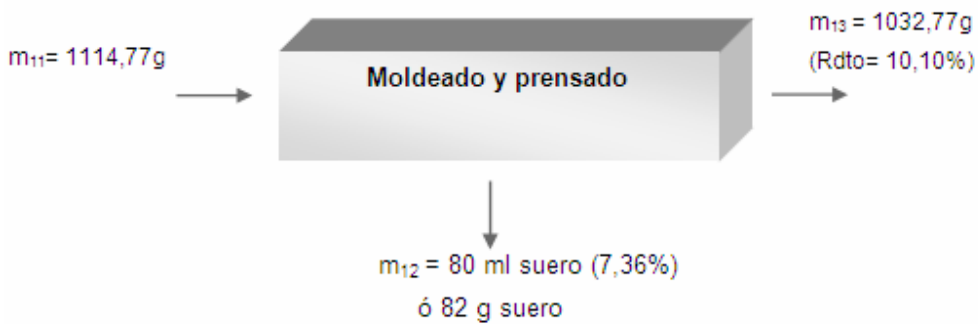 m₁₁= 1114,77g
Moldeado y prensado
m₁₃ = 1032,77g
(Rdto= 10,10%)
m₁₂ = 80 ml suero (7,36%)
ó 82 g suero